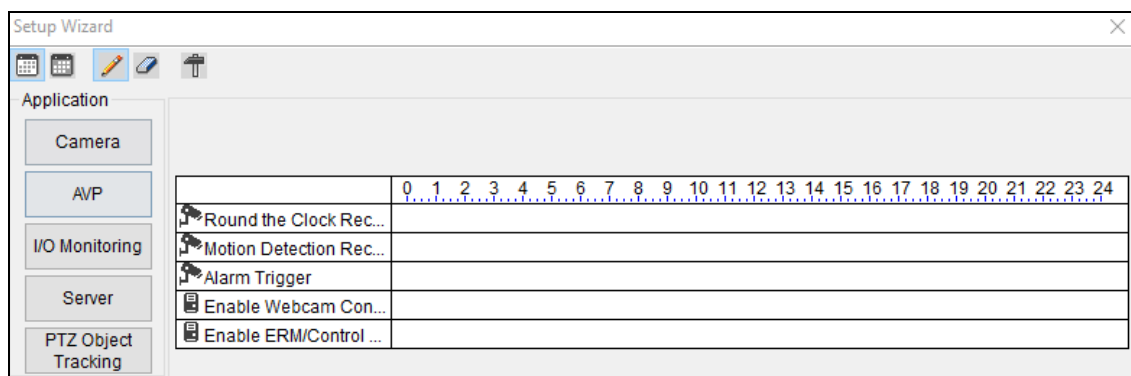 Setup Wizard
Application
Camera
AVP
I/O Monitoring
Server
PTZ Object
Tracking
0 1 2 3 4 5 6 7 8 9 10 11 12 13 14 15 16 17 18 19 20 21 22 23 24
Round the Clock Rec...
Motion Detection Rec...
Alarm Trigger
Enable Webcam Con...
Enable ERM/Control ...